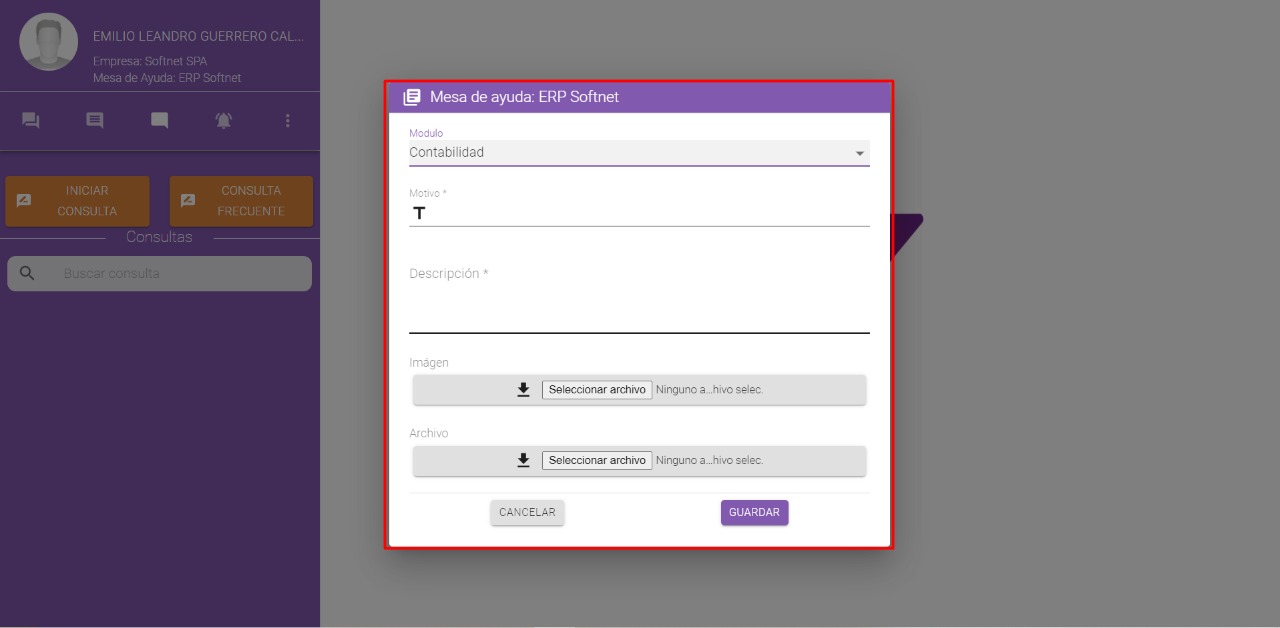 EMILIO LEANDRO GUERRERO CAL...
Empresa: Softnet SPA
Mesa de Ayuda: ERP Softnet
INICIAR
CONSULTA
CONSULTA
FRECUENTE
Consultas
Buscar consulta
Mesa de ayuda: ERP Softnet
Modulo
Contabilidad
Motivo *
Descripción *
Imágen
Seleccionar archivo Ninguno a...hivo selec.
Archivo
Seleccionar archivo Ninguno a...hivo selec.
CANCELAR
GUARDAR